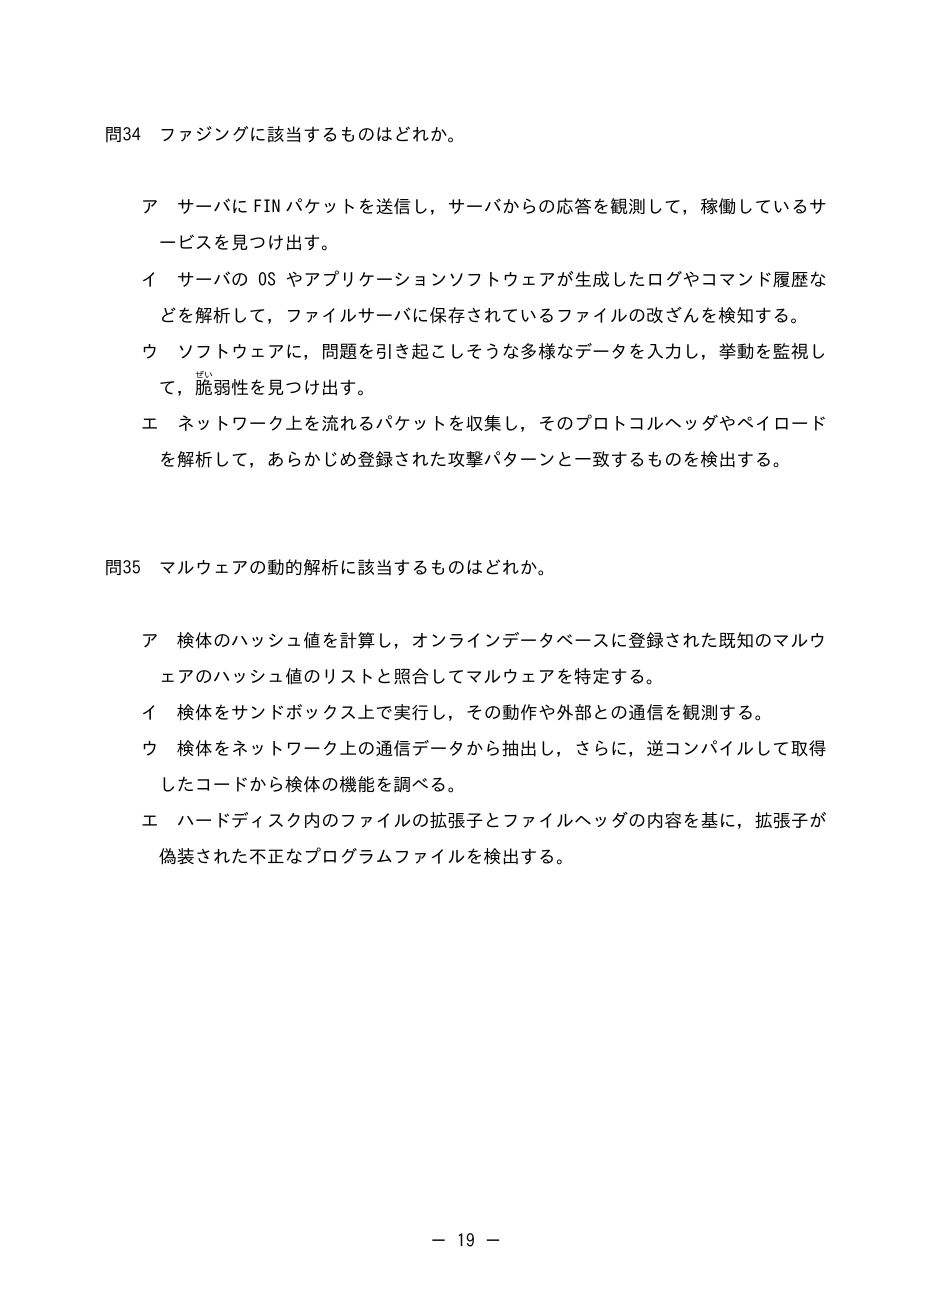 問34 ファジングに該当するものはどれか。
ア サーバに FIN パケットを送信し，サーバからの応答を観測して，稼働しているサ
ービスを見つけ出す。
イ サーバの OS やアプリケーションソフトウェアが生成したログやコマンド履歴な
どを解析して，ファイルサーバに保存されているファイルの改ざんを検知する。
ウ ソフトウェアに，問題を引き起こしそうな多様なデータを入力し，挙動を監視し
ぜい
て，脆弱性を見つけ出す。
エ ネットワーク上を流れるパケットを収集し，そのプロトコルヘッダやペイロード
を解析して，あらかじめ登録された攻撃パターンと一致するものを検出する。
問35 マルウェアの動的解析に該当するものはどれか。
ア 検体のハッシュ値を計算し，オンラインデータベースに登録された既知のマルウ
ェアのハッシュ値のリストと照合してマルウェアを特定する。
イ 検体をサンドボックス上で実行し，その動作や外部との通信を観測する。
ウ 検体をネットワーク上の通信データから抽出し，さらに，逆コンパイルして取得
したコードから検体の機能を調べる。
エ ハードディスク内のファイルの拡張子とファイルヘッダの内容を基に，拡張子が
偽装された不正なプログラムファイルを検出する。
－ 19 －